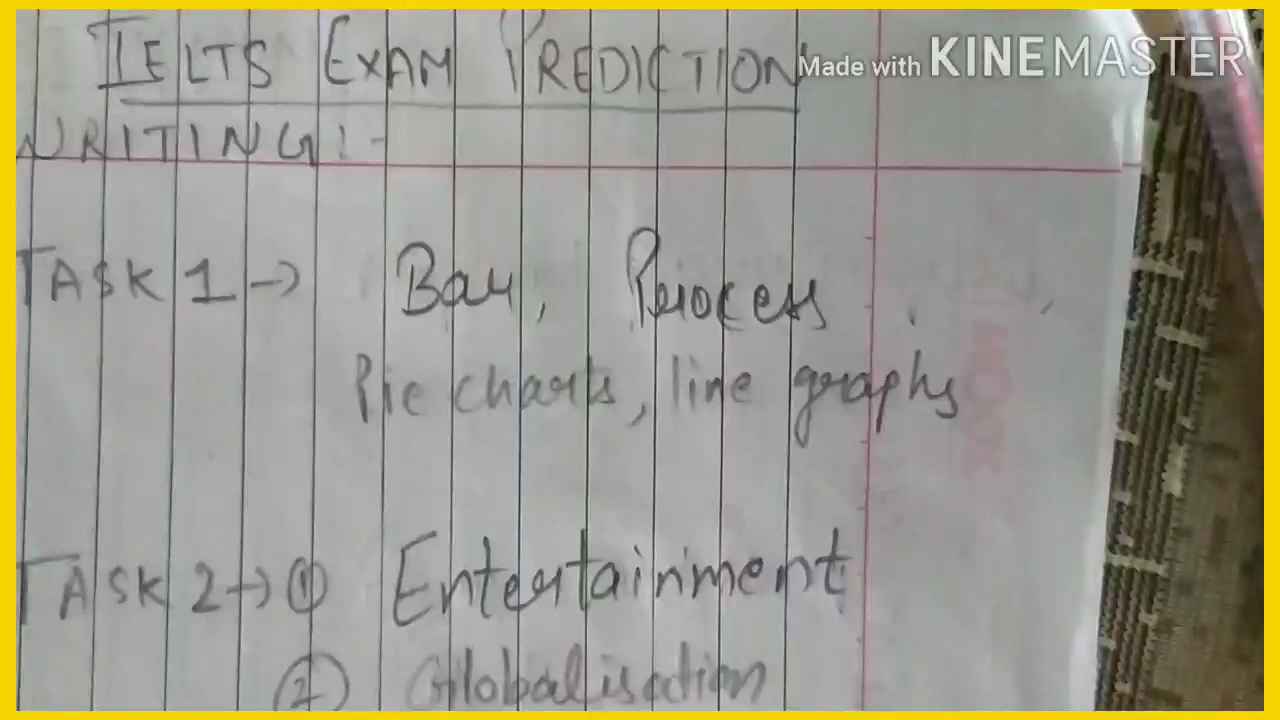 IELTS EXAM PREDICTION
Made with KINEMASTER
WRITING:-
TASK 1 → Bar, Process
Pie charts, line graphs
TASK 2 → ① Entertainment
② Globalisation